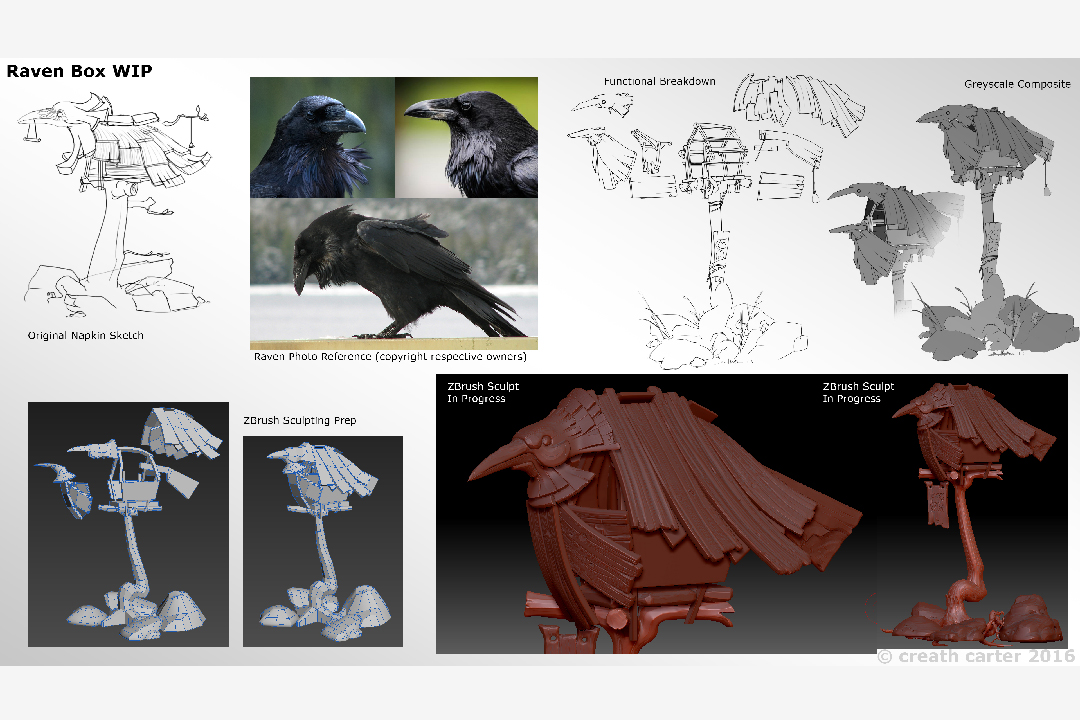 Raven Box WIP
Functional Breakdown
Greyscale Composite
Original Napkin Sketch
Raven Photo Reference (copyright respective owners)
ZBrush Sculpting Prep
ZBrush Sculpt
In Progress
ZBrush Sculpt
In Progress
© creath carter 2016